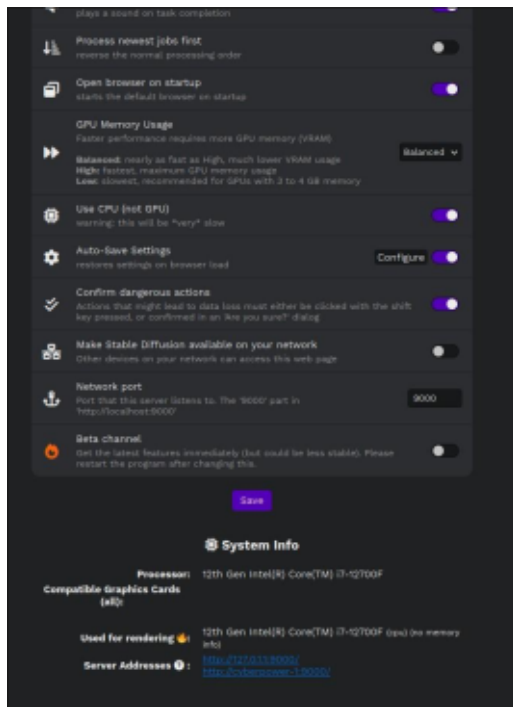 plays a sound on task completion
Process newest jobs first
reverse the normal processing order
Open browser on startup
starts the default browser on startup
GPU Memory Usage
Faster performance requires more GPU memory (VRAM)
Balanced: nearly as fast as High, much lower VRAM usage
Balanced
High: fastest, maximum GPU memory usage
Low: slowest, recommended for GPUs with 3 to 4 GB memory
Use CPU (not GPU)
warning: this will be *very* slow
Auto-Save Settings
restores settings on browser load
Configure
Confirm dangerous actions
Actions that might lead to data loss must either be clicked with the shift
key pressed, or confirmed in an 'Are you sure?' dialog
Make Stable Diffusion available on your network
Other devices on your network can access this web page
Network port
Port that this server listens to. The '9000' part in
'http://localhost:9000'
9000
Beta channel
Get the latest features immediately (but could be less stable). Please
restart the program after changing this.
Save
System Info
Processor: 12th Gen Intel(R) Core(TM) i7-12700F
Compatible Graphics Cards
(all):
Used for rendering 🔥: 12th Gen Intel(R) Core(TM) i7-12700F (cpu) (no memory
info)
Server Addresses ?: http://127.0.1.1:9000/
http://cyberpower-1:9000/